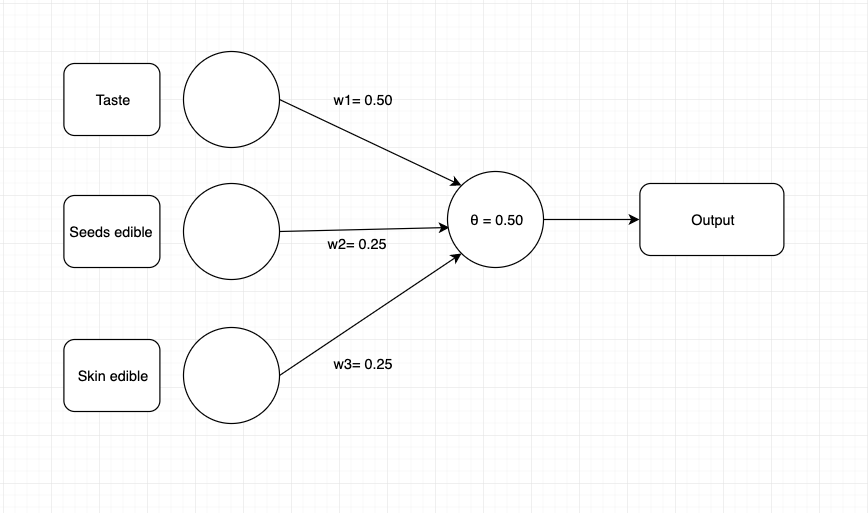 Taste
w1= 0.50
Seeds edible
w2= 0.25
θ = 0.50
Output
Skin edible
w3= 0.25